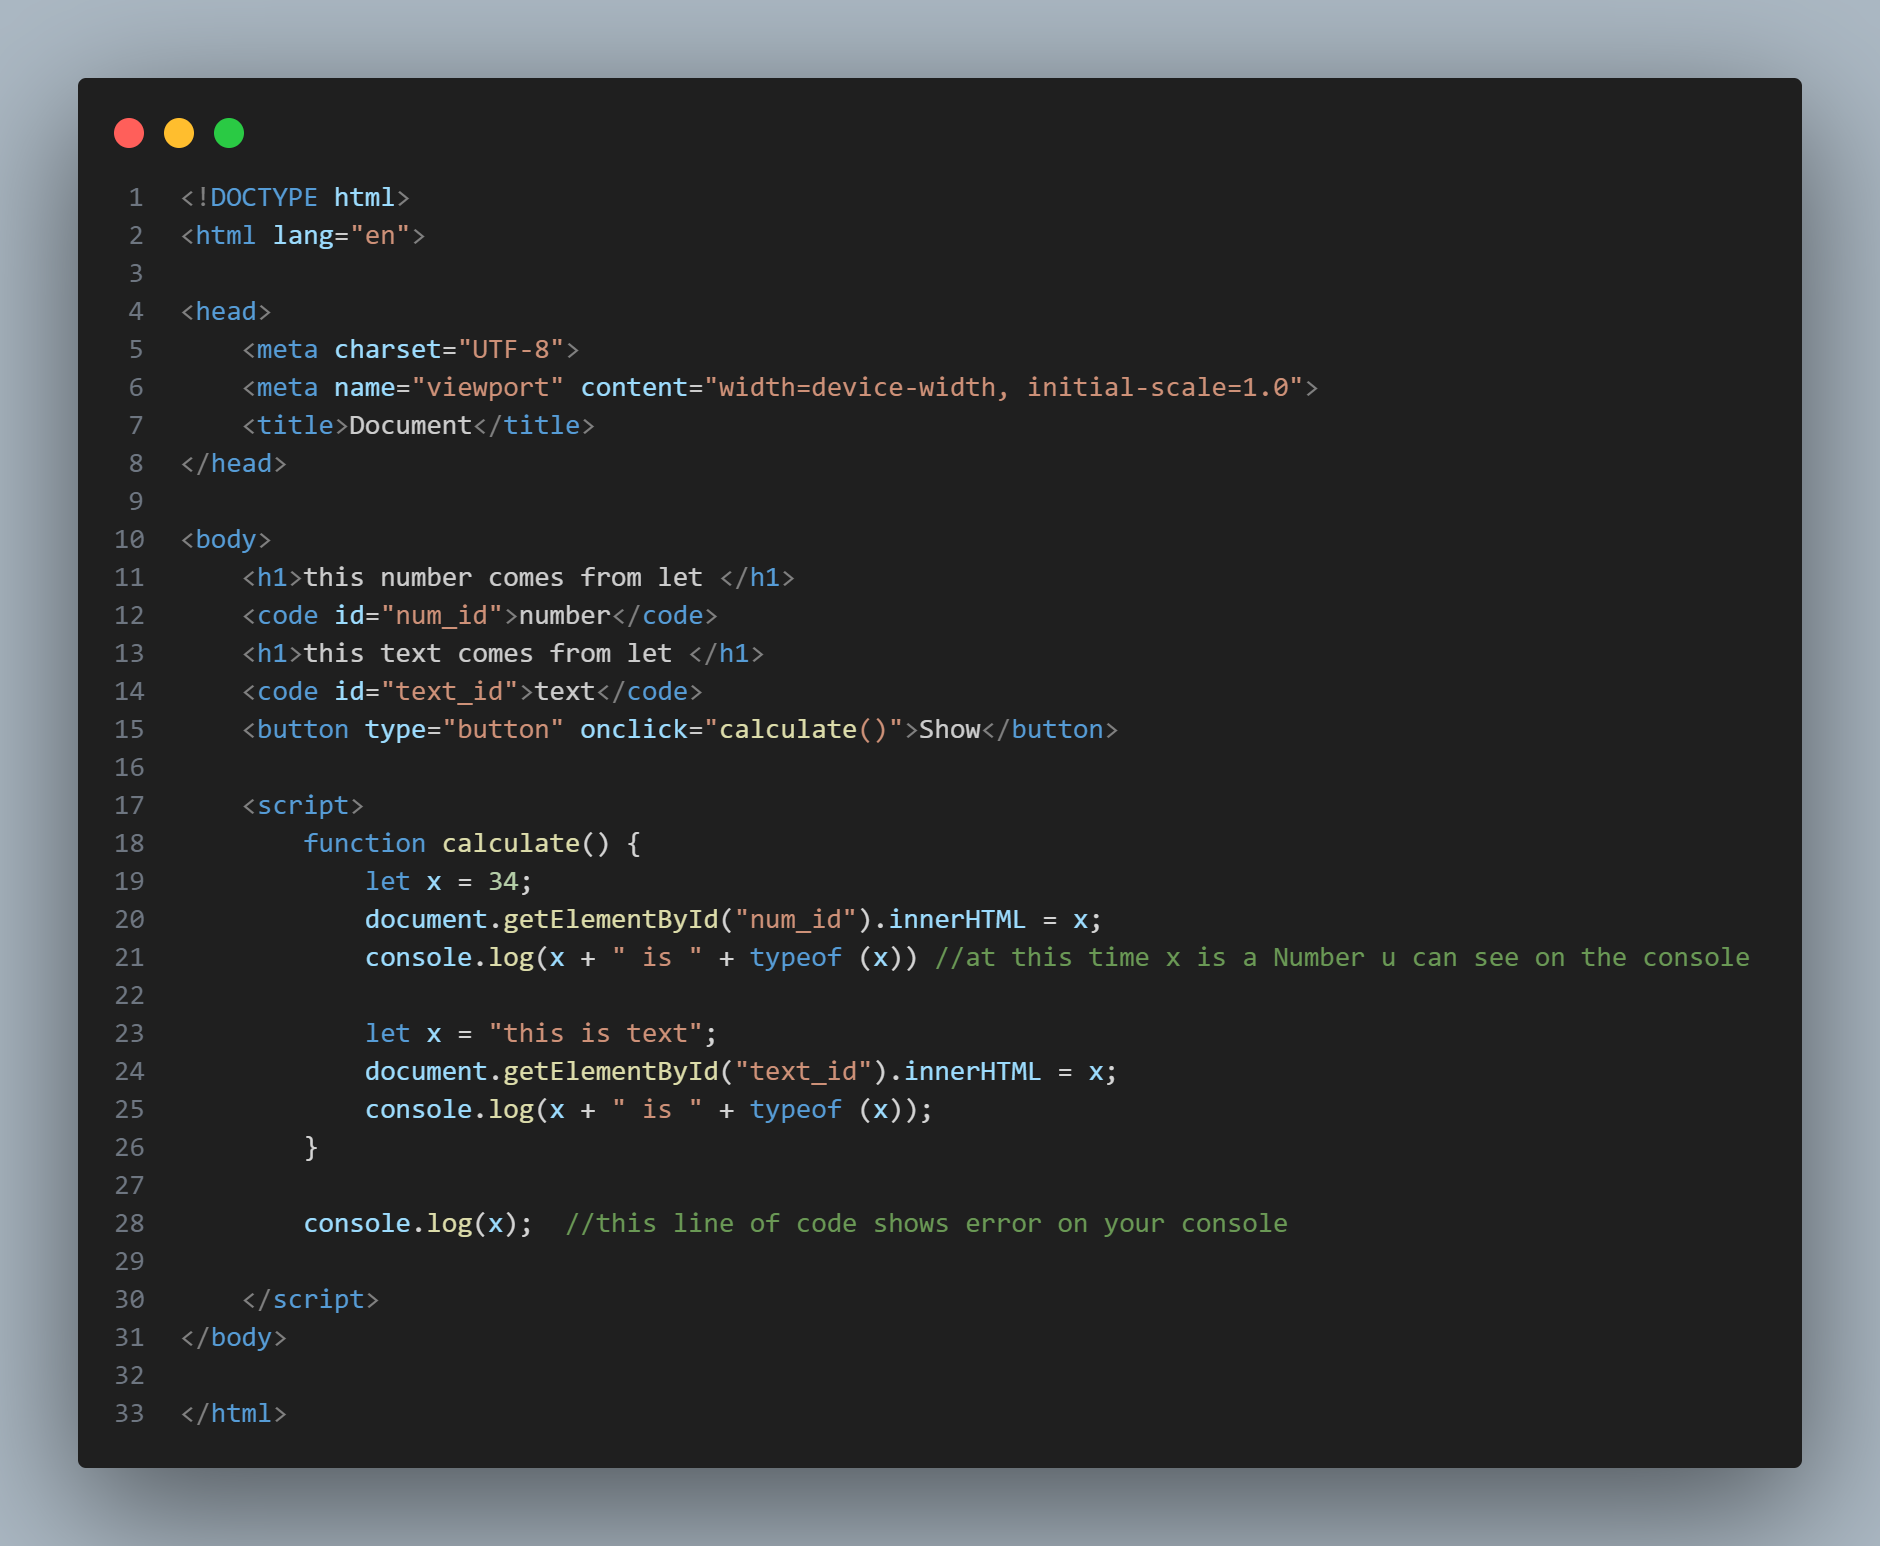 1 <!DOCTYPE html>
2 <html lang="en">
3
4 <head>
5     <meta charset="UTF-8">
6     <meta name="viewport" content="width=device-width, initial-scale=1.0">
7     <title>Document</title>
8 </head>
9
10 <body>
11     <h1>this number comes from let </h1>
12     <code id="num_id">number</code>
13     <h1>this text comes from let </h1>
14     <code id="text_id">text</code>
15     <button type="button" onclick="calculate()">Show</button>
16
17     <script>
18         function calculate() {
19             let x = 34;
20             document.getElementById("num_id").innerHTML = x;
21             console.log(x + " is " + typeof (x)) //at this time x is a Number u can see on the console
22
23             let x = "this is text";
24             document.getElementById("text_id").innerHTML = x;
25             console.log(x + " is " + typeof (x));
26         }
27
28         console.log(x);  //this line of code shows error on your console
29
30     </script>
31 </body>
32
33 </html>